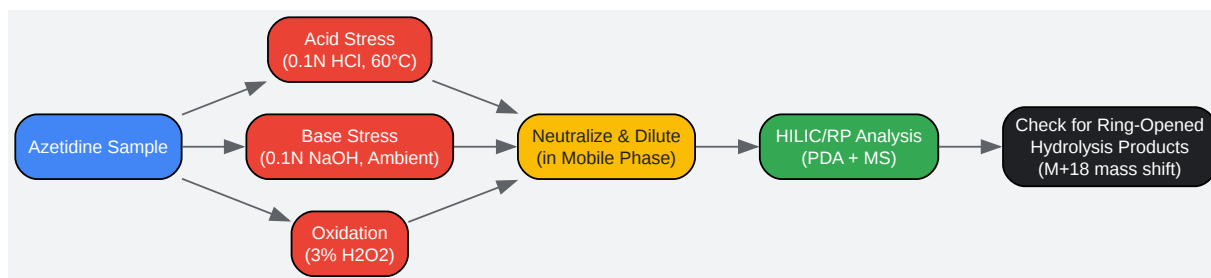 Azetidine Sample
Acid Stress
(0.1N HCl, 60°C)
Base Stress
(0.1N NaOH, Ambient)
Oxidation
(3% H2O2)
Neutralize & Dilute
(in Mobile Phase)
HILIC/RP Analysis
(PDA + MS)
Check for Ring-Opened
Hydrolysis Products
(M+18 mass shift)